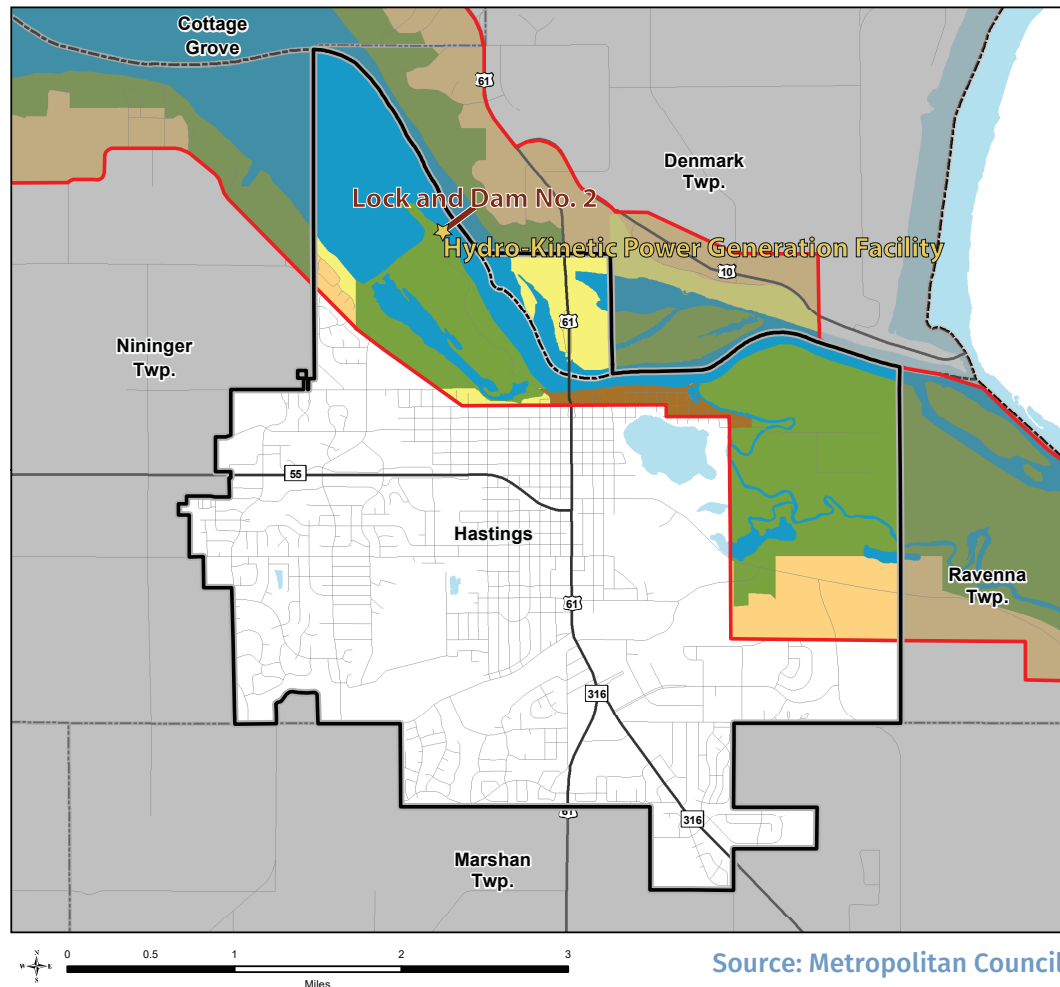 Cottage
Grove
61
Denmark
Twp.
Lock and Dam No. 2
Hydro-Kinetic Power Generation Facility
10
61
Nininger
Twp.
55
Hastings
Ravenna
Twp.
61
316
61
316
Marshan
Twp.
N
W E
S
0 0.5 1 2 3
Miles
Source: Metropolitan Council